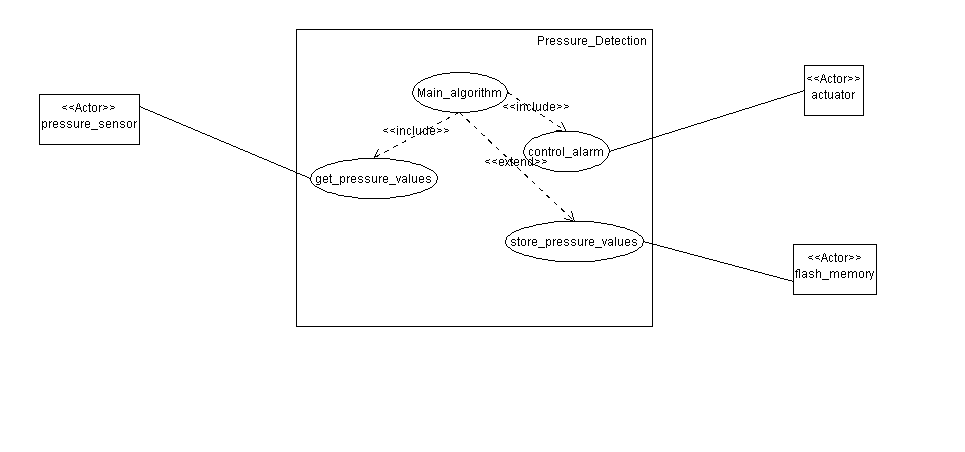 Pressure_Detection
<<Actor>>
pressure_sensor
Main_algorithm
<<include>>
<<include>>
<<extend>>
control_alarm
get_pressure_values
store_pressure_values
<<Actor>>
actuator
<<Actor>>
flash_memory